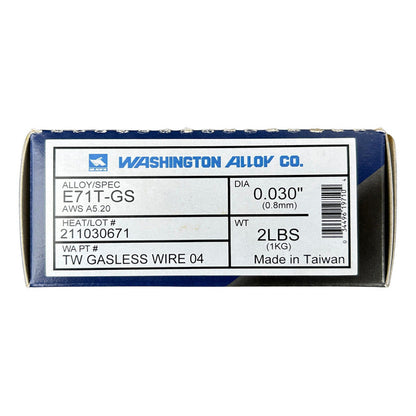 WASHINGTON ALLOY CO.
ALLOY/SPEC
E71T-GS
AWS A5.20
HEAT/LOT #
211030671
WA PT #
TW GASLESS WIRE 04
DIA
0.030"
(0.8mm)
WT
2LBS
(1KG)
Made in Taiwan